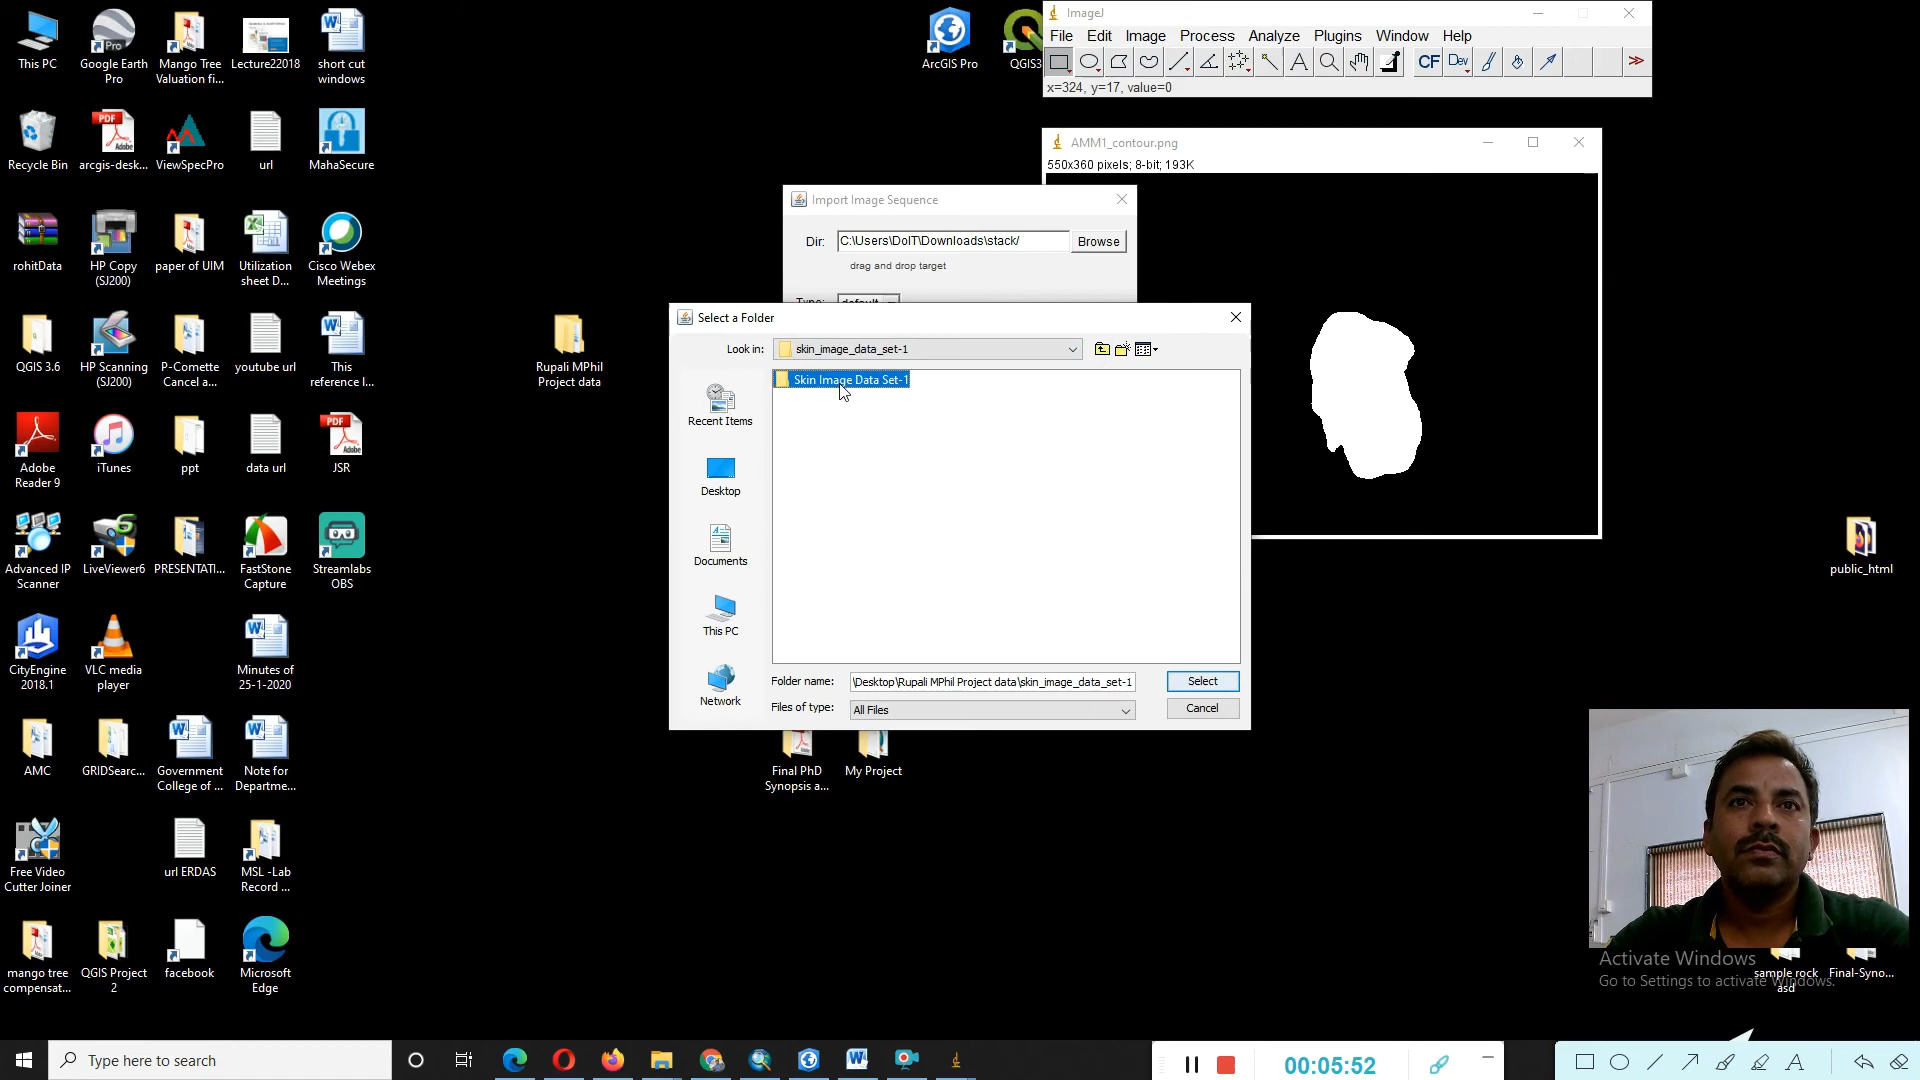 This PC
Google Earth
Pro
Mango Tree
Valuation fi...
Lecture22018
short cut
windows
Recycle Bin
arcgis-desk...
ViewSpecPro
url
MahaSecure
rohitData
HP Copy
(SJ200)
paper of UIM
Utilization
sheet D...
Cisco Webex
Meetings
QGIS 3.6
HP Scanning
(SJ200)
P-Comette
Cancel a...
youtube url
This
reference l...
Adobe
Reader 9
iTunes
ppt
data url
JSR
Advanced IP
Scanner
LiveViewer6
PRESENTATI...
FastStone
Capture
Streamlabs
OBS
CityEngine
2018.1
VLC media
player
Minutes of
25-1-2020
AMC
GRIDSearc...
Government
College of ...
Note for
Departme...
Free Video
Cutter Joiner
url ERDAS
MSL -Lab
Record ...
mango tree
compensat...
QGIS Project
2
facebook
Microsoft
Edge
Rupali MPhil
Project data
ArcGIS Pro
QGIS3
ImageJ
File Edit Image Process Analyze Plugins Window Help
CF Dev
x=324, y=17, value=0
AMM1_contour.png
550x360 pixels; 8-bit; 193K
Import Image Sequence
Dir: C:\Users\DoIT\Downloads\stack/ Browse
drag and drop target
Type: default
Select a Folder
Look in: skin_image_data_set-1
Skin Image Data Set-1
Recent Items
Desktop
Documents
This PC
Network
Folder name: \Desktop\Rupali MPhil Project data\skin_image_data_set-1 Select
Files of type: All Files Cancel
Final PhD
Synopsis a...
My Project
public_html
Activate Windows
Go to Settings to activate Windows.
sample rock
asd
Final-Syno...
Type here to search
00:05:52